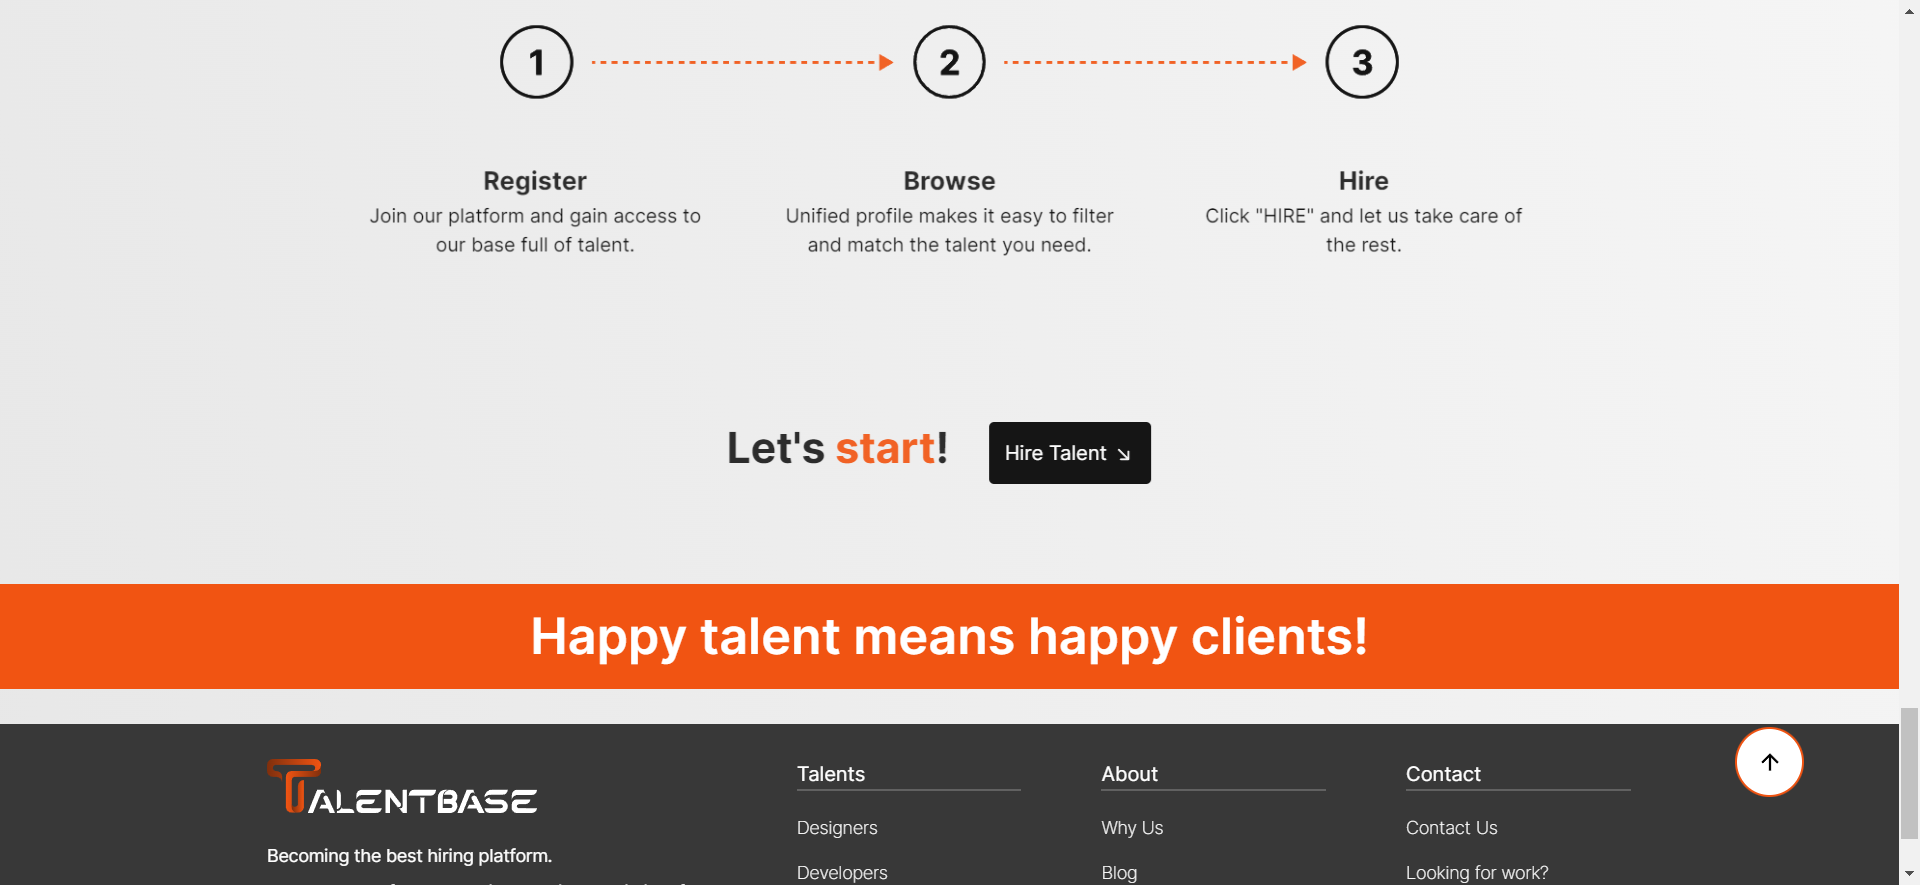 1 2 3
Register
Join our platform and gain access to
our base full of talent.
Browse
Unified profile makes it easy to filter
and match the talent you need.
Hire
Click "HIRE" and let us take care of
the rest.
Let's start!
Hire Talent
Happy talent means happy clients!
TALENTBASE
Becoming the best hiring platform.
Talents
Designers
Developers
About
Why Us
Blog
Contact
Contact Us
Looking for work?